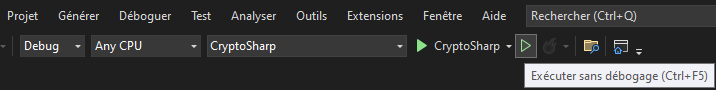 Projet Générer Déboguer Test Analyser Outils Extensions Fenêtre Aide Rechercher (Ctrl+Q)
Debug Any CPU CryptoSharp CryptoSharp
Exécuter sans débogage (Ctrl+F5)